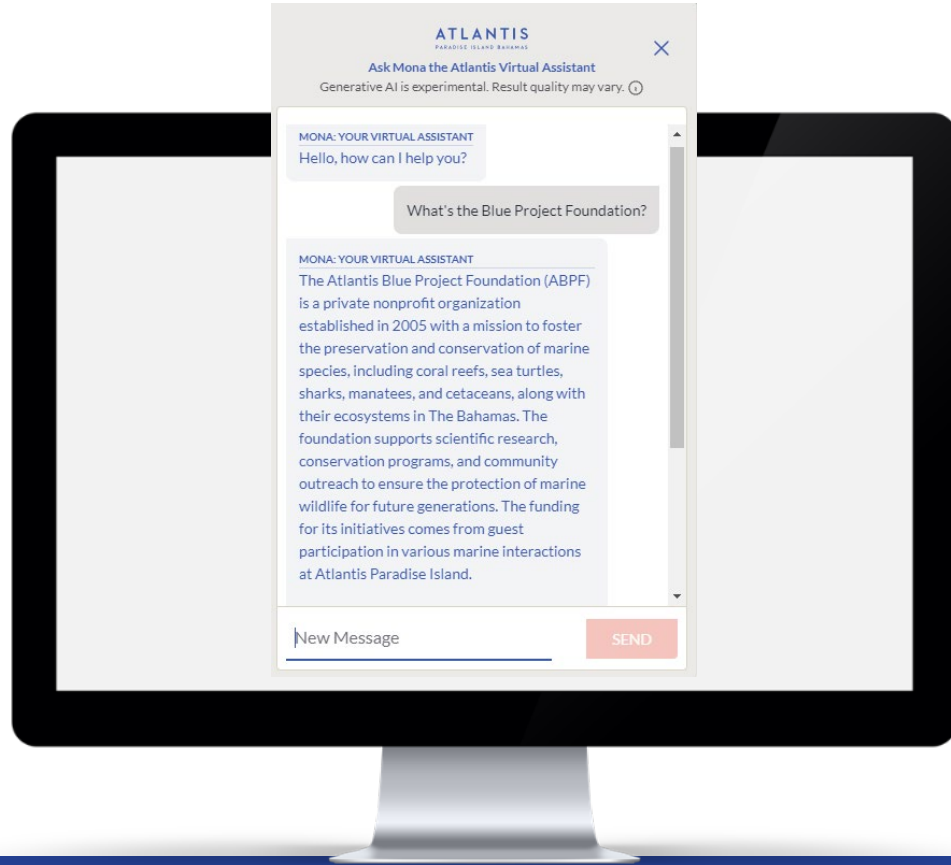 ATLANTIS
PARADISE ISLAND BAHAMAS
Ask Mona the Atlantis Virtual Assistant
Generative AI is experimental. Result quality may vary.
MONA: YOUR VIRTUAL ASSISTANT
Hello, how can I help you?
What's the Blue Project Foundation?
MONA: YOUR VIRTUAL ASSISTANT
The Atlantis Blue Project Foundation (ABPF)
is a private nonprofit organization
established in 2005 with a mission to foster
the preservation and conservation of marine
species, including coral reefs, sea turtles,
sharks, manatees, and cetaceans, along with
their ecosystems in The Bahamas. The
foundation supports scientific research,
conservation programs, and community
outreach to ensure the protection of marine
wildlife for future generations. The funding
for its initiatives comes from guest
participation in various marine interactions
at Atlantis Paradise Island.
New Message
SEND